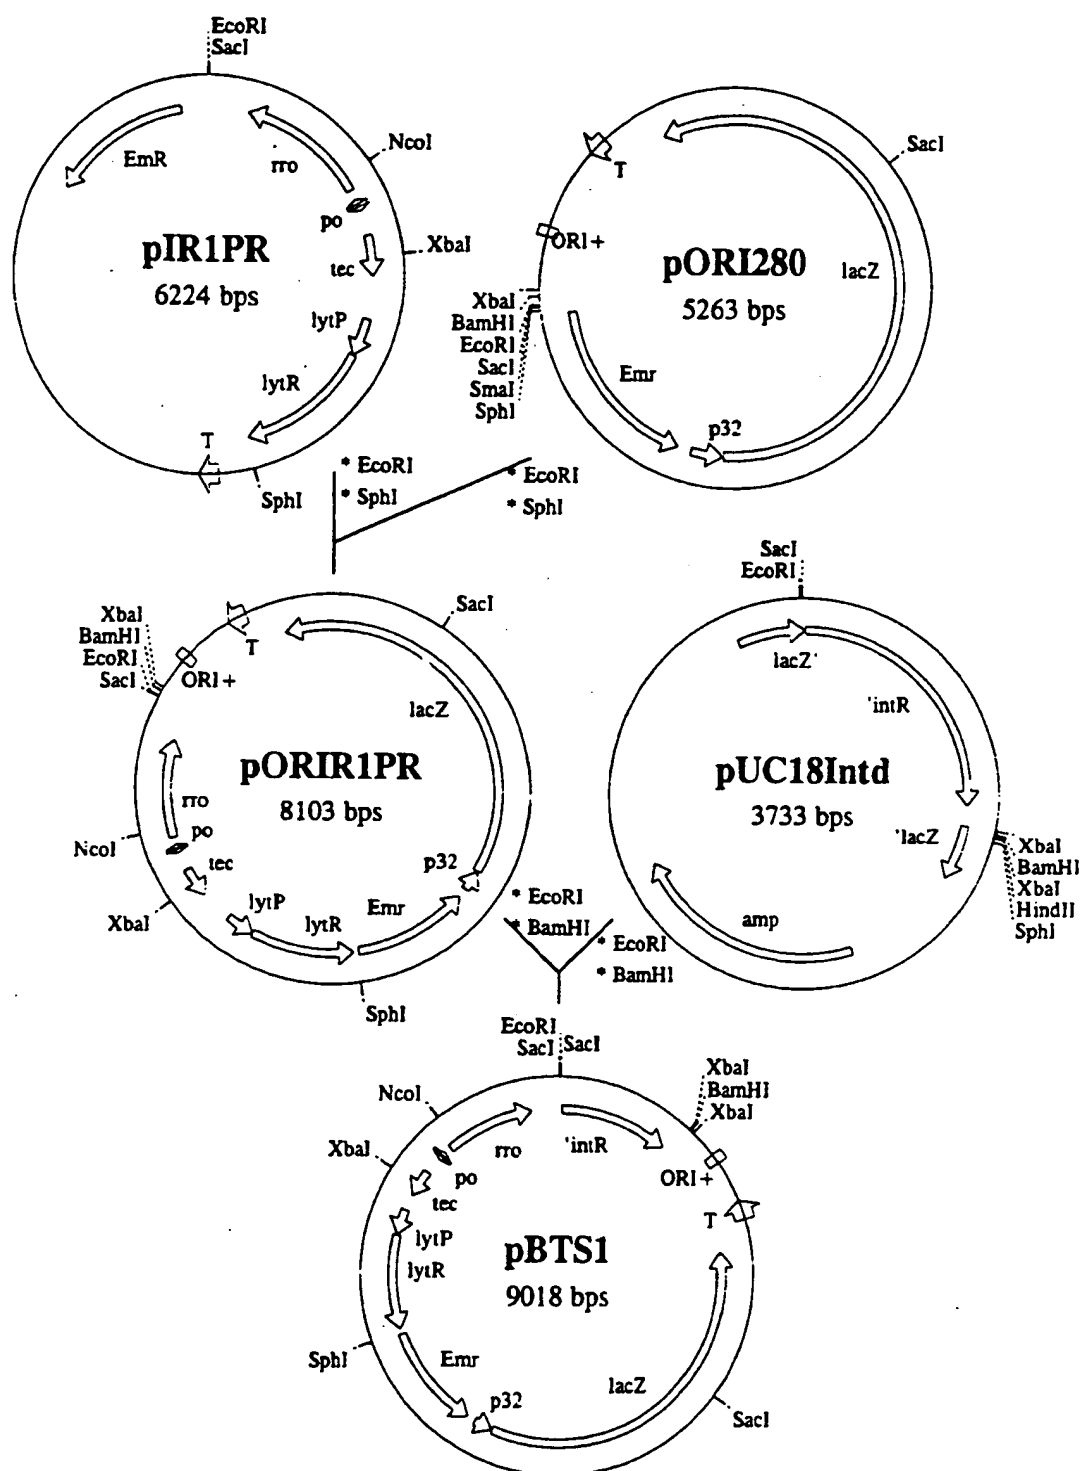 EcoRI
SacI
EmR
rro
NcoI
po
XbaI
tec
pIR1PR
6224 bps
lytP
lytR
T
SphI
SacI
T
ORI+
pORI280
5263 bps
lacZ
XbaI
BamHI
EcoRI
SacI
SmaI
SphI
Emr
p32
* EcoRI
* SphI
* EcoRI
* SphI
XbaI
BamHI
EcoRI
SacI
T
ORI+
SacI
lacZ
pORIR1PR
8103 bps
rro
po
NcoI
tec
XbaI
lytP
lytR
Emr
p32
SphI
SacI
EcoRI
lacZ'
'intR
pUC18Intd
3733 bps
'lacZ
XbaI
BamHI
XbaI
HindII
SphI
amp
* EcoRI
* BamHI
* EcoRI
* BamHI
EcoRI
SacI
SacI
NcoI
XbaI
BamHI
XbaI
XbaI
rro
'intR
po
ORI+
tec
T
lytP
lytR
pBTS1
9018 bps
SphI
Emr
p32
lacZ
SacI